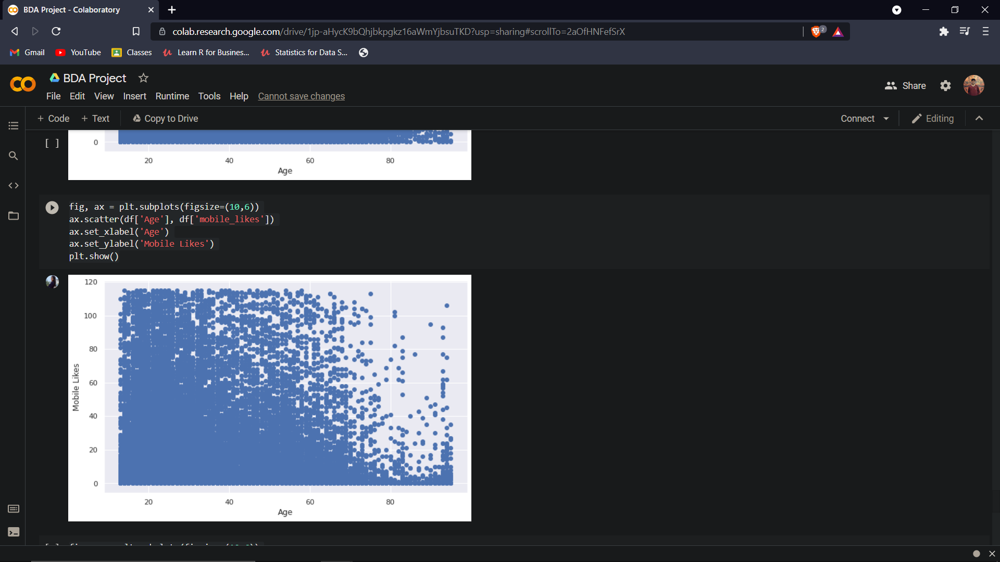 BDA Project - Colaboratory
colab.research.google.com/drive/1jp-aHycK9bQhjbkpgkz16aWmYjbsuTKD?usp=sharing#scrollTo=2aOfHNFefSrX
2
Gmail YouTube Classes Learn R for Busines... Statistics for Data S...
BDA Project
Share
File Edit View Insert Runtime Tools Help Cannot save changes
+ Code + Text Copy to Drive Connect Editing
[ ]
0
20 40 60 80
Age
fig, ax = plt.subplots(figsize=(10,6))
ax.scatter(df['Age'], df['mobile_likes'])
ax.set_xlabel('Age')
ax.set_ylabel('Mobile Likes')
plt.show()
120
100
80
60
40
20
0
Mobile Likes
20 40 60 80
Age